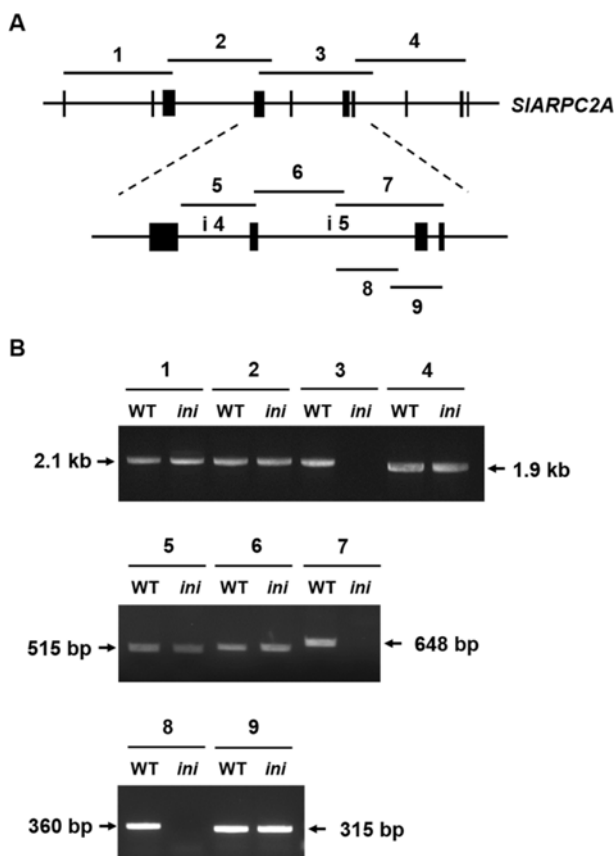 A
1 2 3 4
SlARPC2A
5 6 7
i 4 i 5
8 9
B
1 2 3 4
WT ini WT ini WT ini WT ini
2.1 kb 1.9 kb
5 6 7
WT ini WT ini WT ini
515 bp 648 bp
8 9
WT ini WT ini
360 bp 315 bp